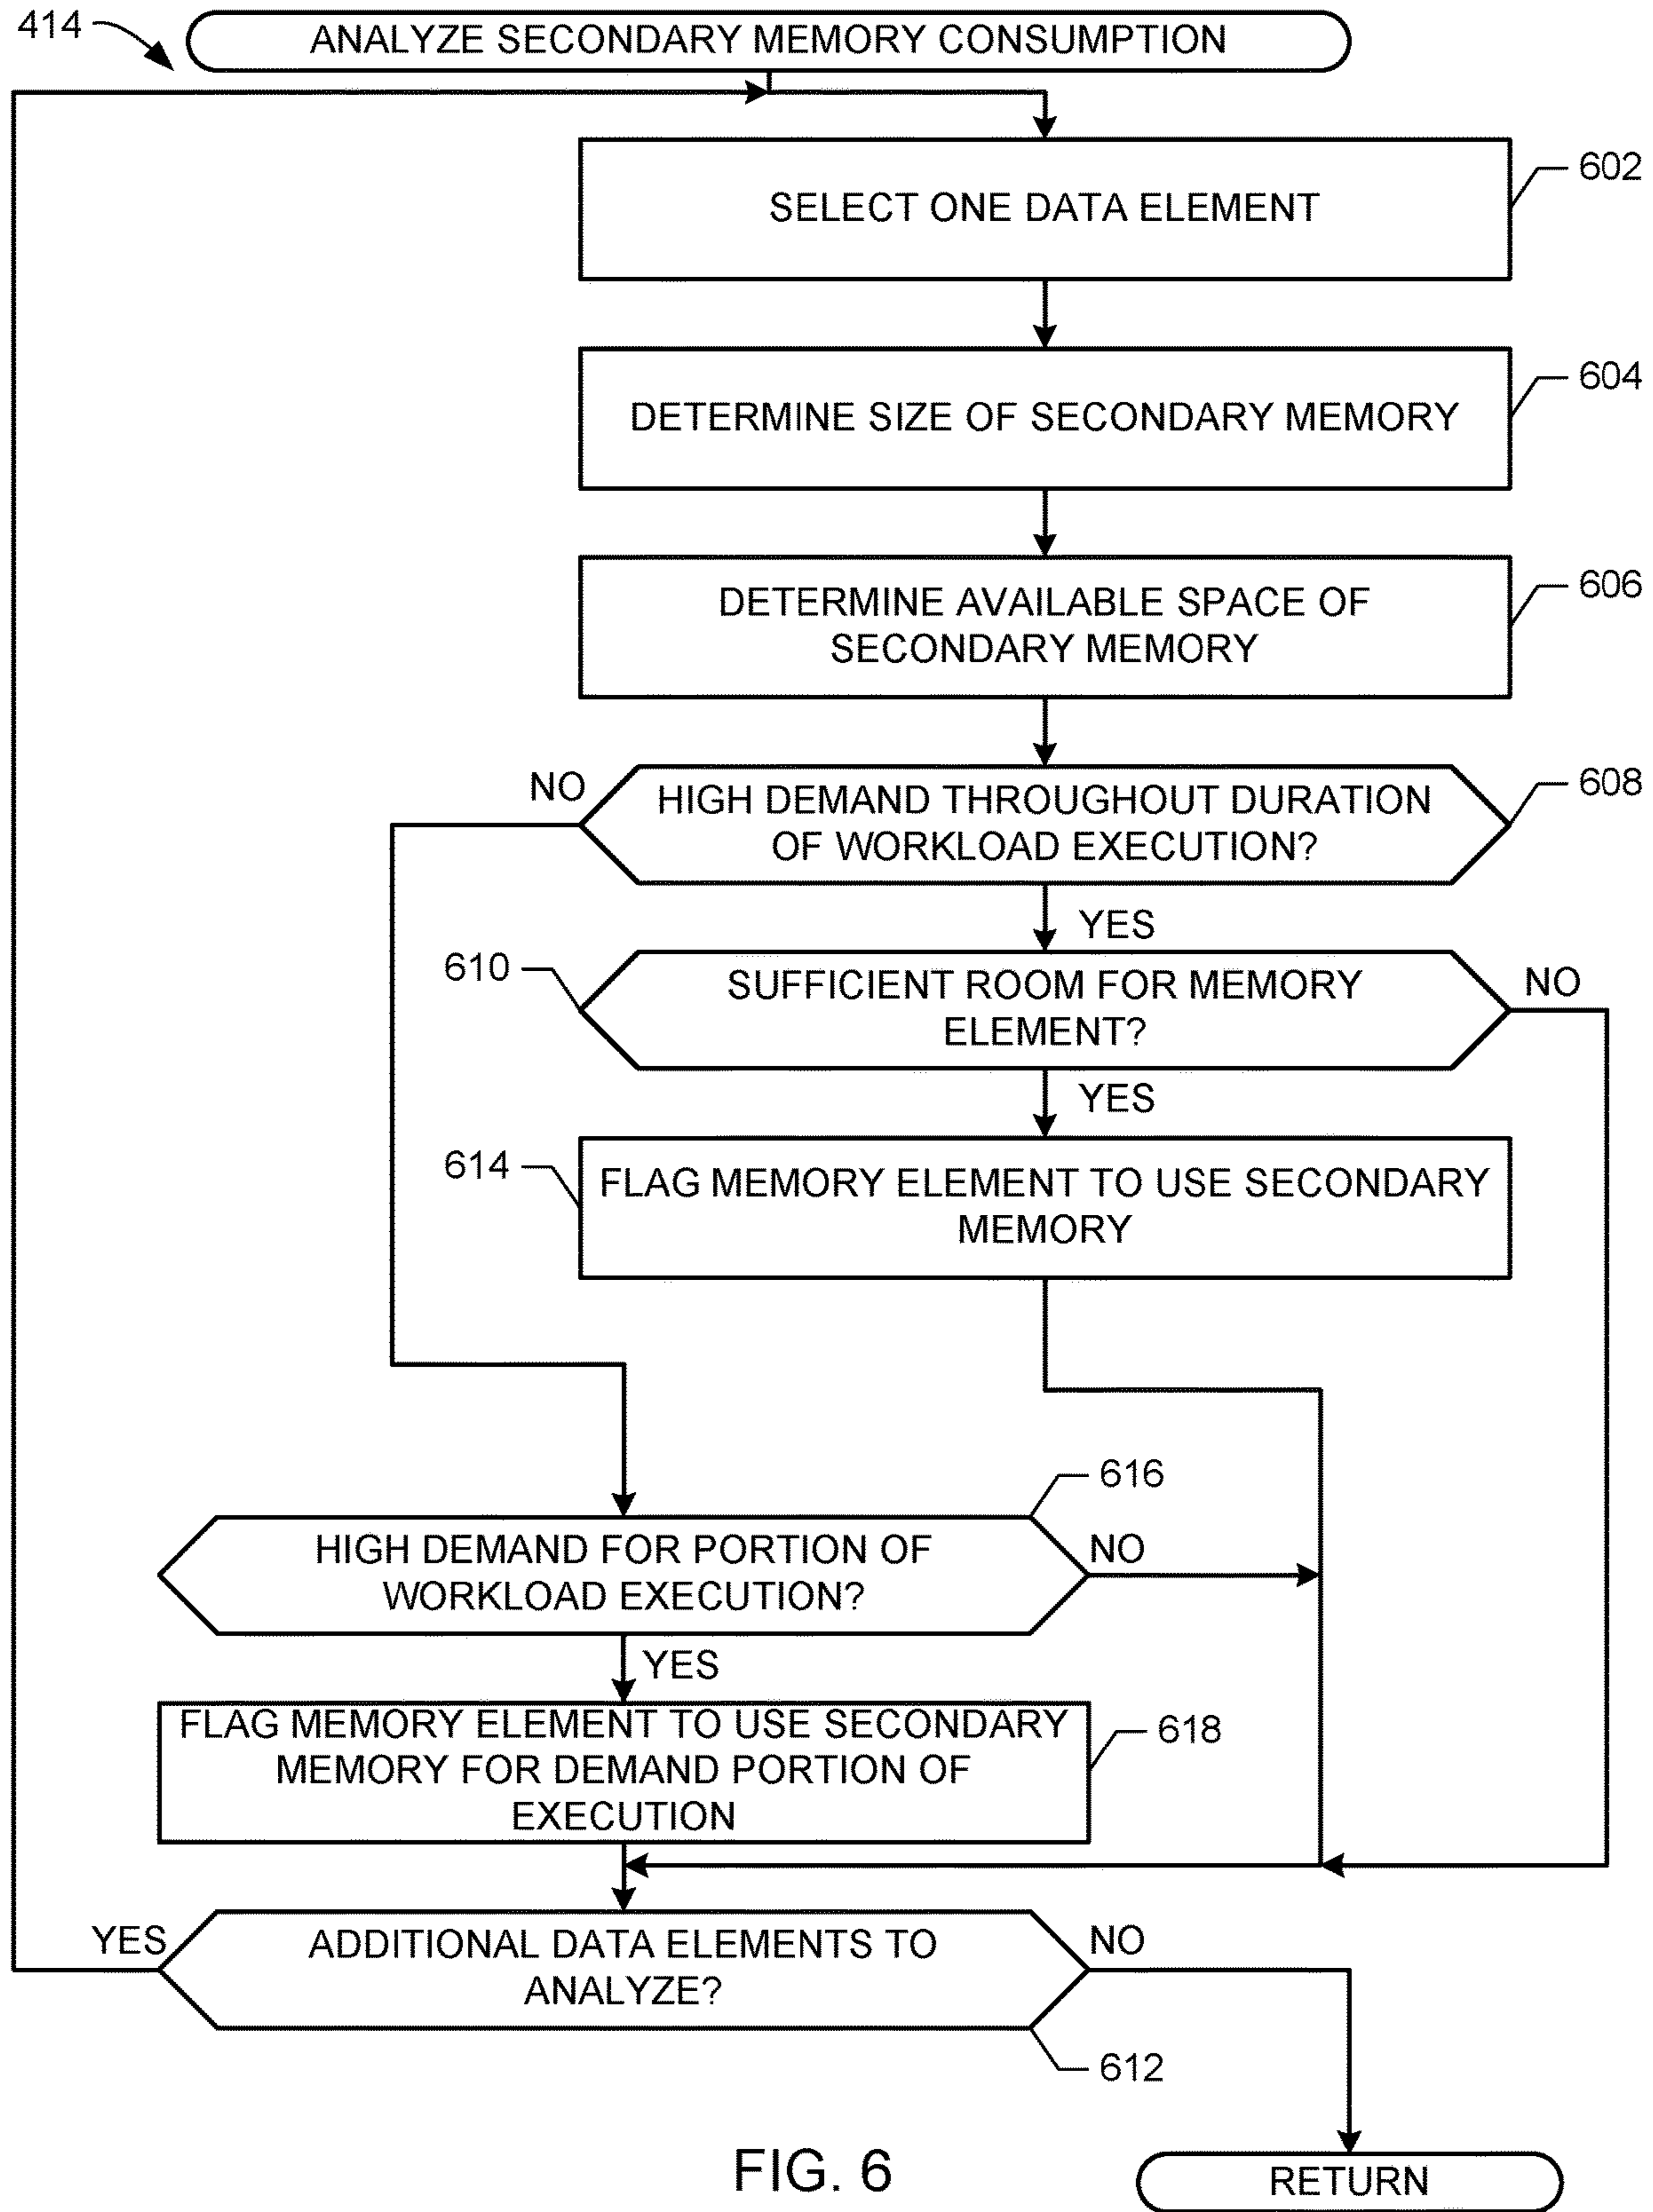 414
ANALYZE SECONDARY MEMORY CONSUMPTION
602
SELECT ONE DATA ELEMENT
604
DETERMINE SIZE OF SECONDARY MEMORY
606
DETERMINE AVAILABLE SPACE OF
SECONDARY MEMORY
608
NO
HIGH DEMAND THROUGHOUT DURATION
OF WORKLOAD EXECUTION?
YES
610
SUFFICIENT ROOM FOR MEMORY
ELEMENT?
NO
YES
614
FLAG MEMORY ELEMENT TO USE SECONDARY
MEMORY
616
HIGH DEMAND FOR PORTION OF
WORKLOAD EXECUTION?
NO
YES
FLAG MEMORY ELEMENT TO USE SECONDARY
MEMORY FOR DEMAND PORTION OF
EXECUTION
618
YES
ADDITIONAL DATA ELEMENTS TO
ANALYZE?
NO
612
FIG. 6
RETURN